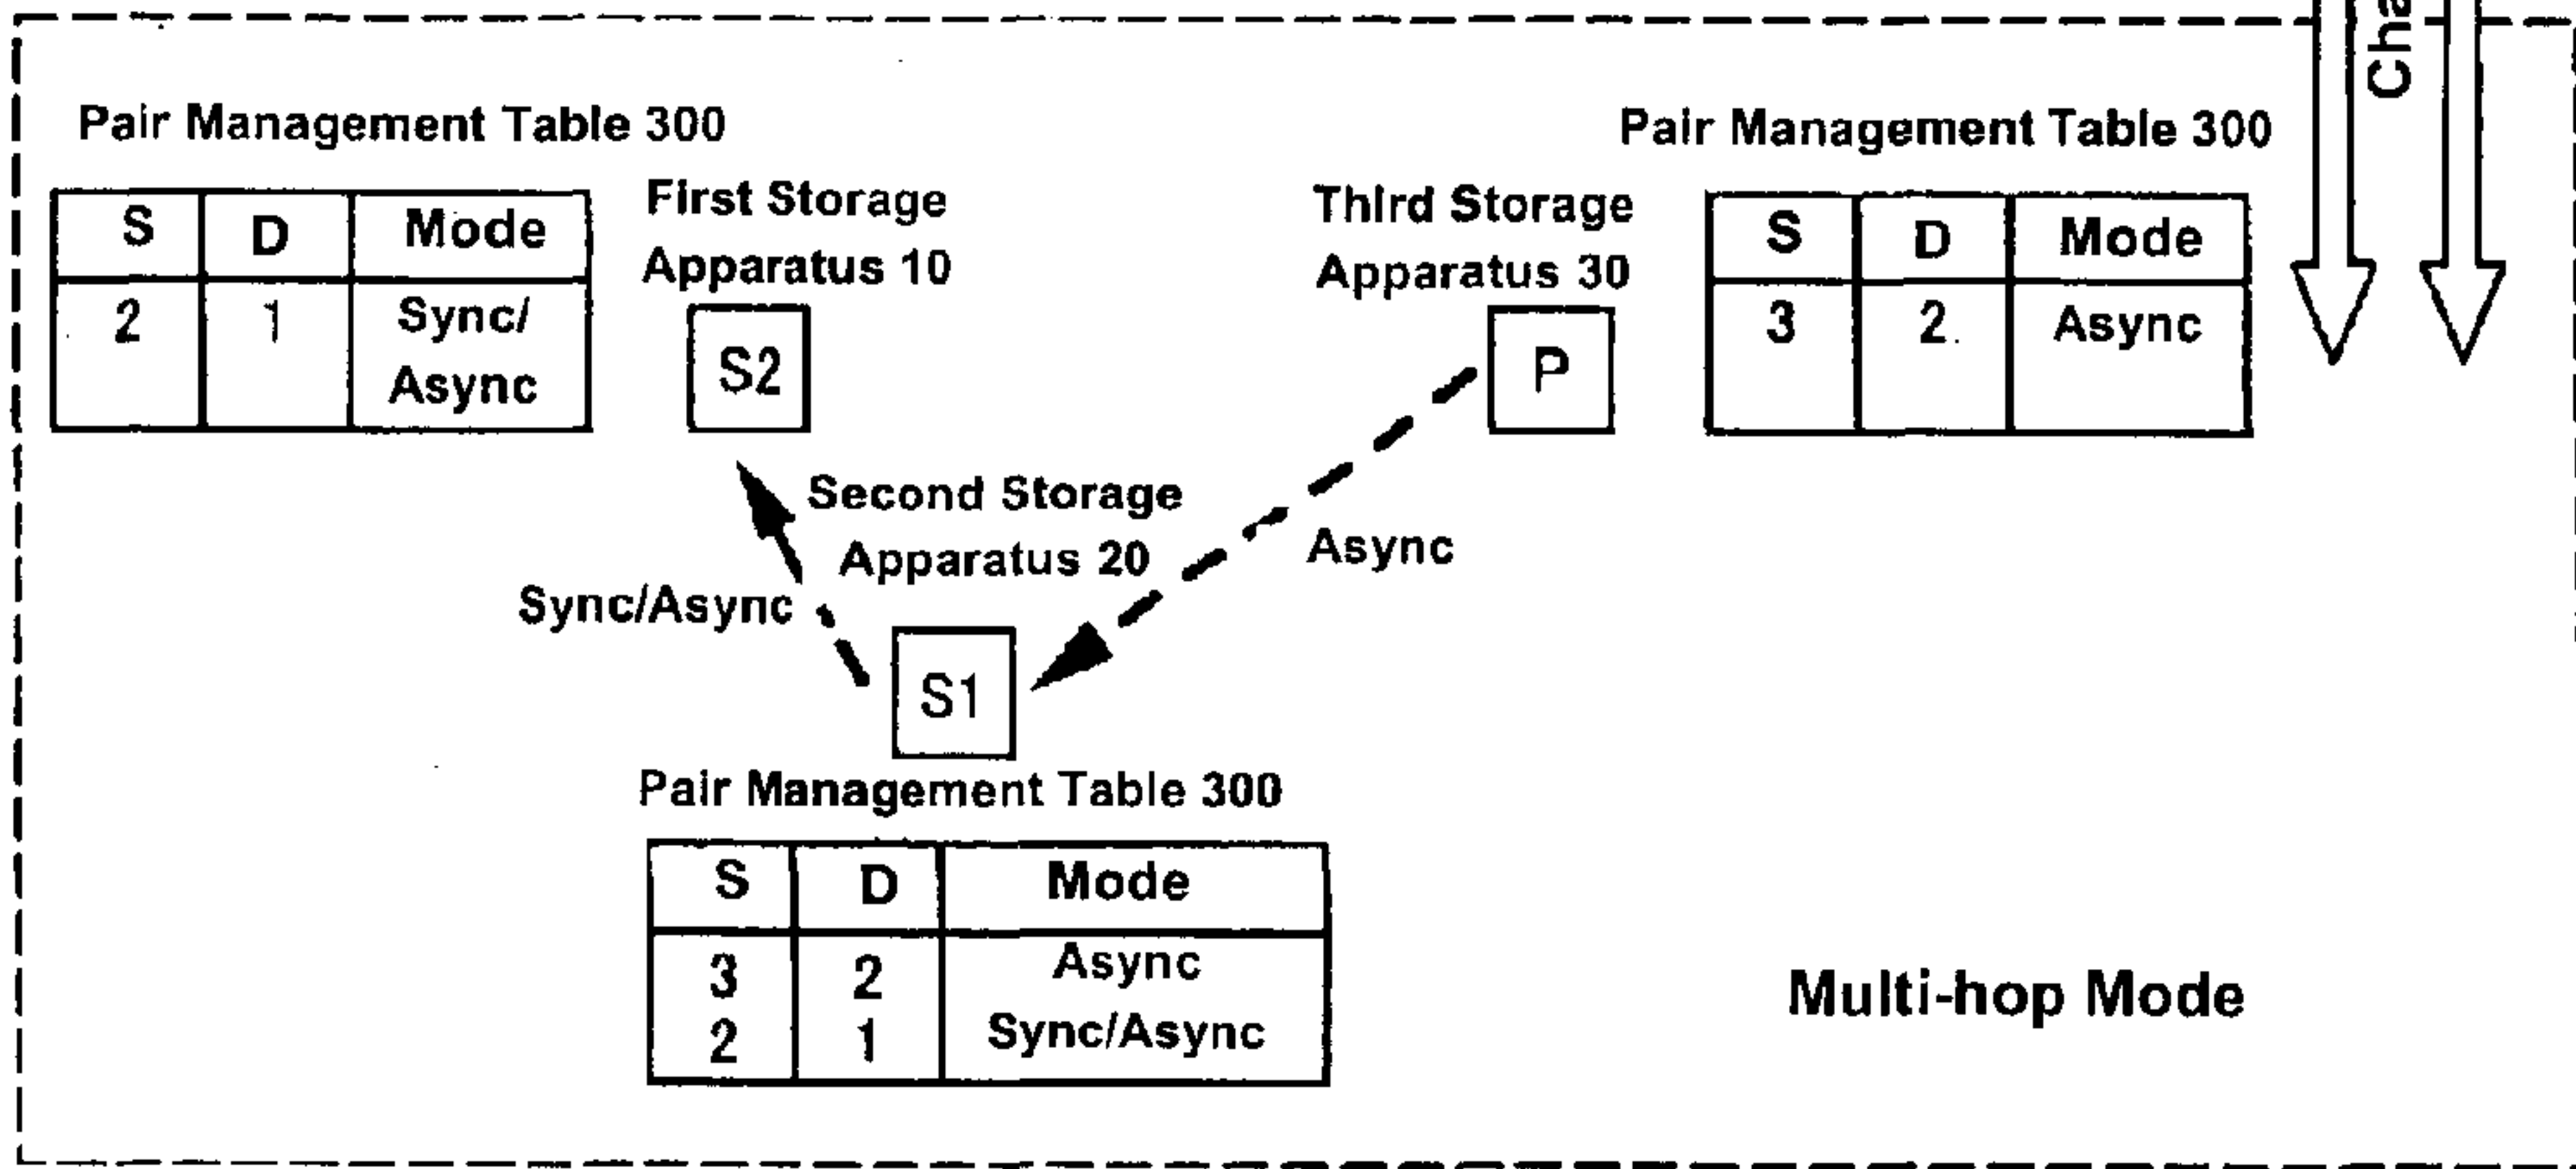 Cha
Pair Management Table 300
S D Mode
2 1 Sync/
Async
First Storage
Apparatus 10
S2
Third Storage
Apparatus 30
P
Pair Management Table 300
S D Mode
3 2 Async
Second Storage
Apparatus 20
Sync/Async
Async
S1
Pair Management Table 300
S D Mode
3 2 Async
2 1 Sync/Async
Multi-hop Mode